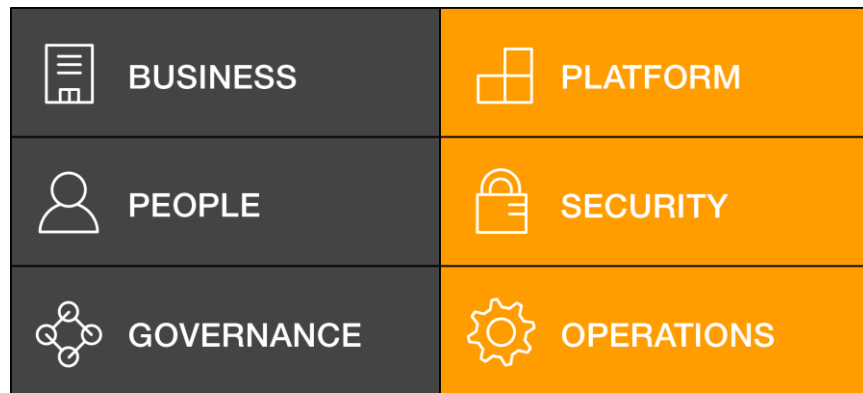 BUSINESS
PLATFORM
PEOPLE
SECURITY
GOVERNANCE
OPERATIONS